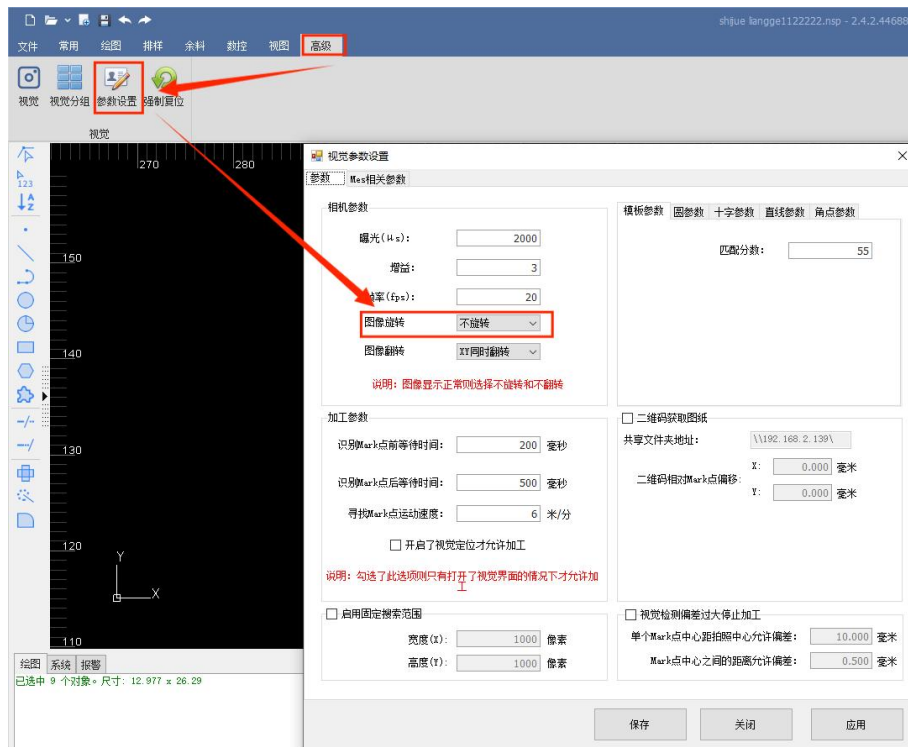 shjiue langge1122222.nsp - 2.4.2.44688
文件 常用 绘图 排样 余料 数控 视图 高级
视觉 视觉分组 参数设置 强制复位
视觉
270 280
123
150
140
130
120
110
Y
X
绘图 系统 报警
已选中 9 个对象。尺寸: 12.977 x 26.29
视觉参数设置
参数 Mes相关参数
相机参数
曝光(μs): 2000
增益: 3
帧率(fps): 20
图像旋转 不旋转
图像翻转 XY同时翻转
说明: 图像显示正常则选择不旋转和不翻转
模板参数 圆参数 十字参数 直线参数 角点参数
匹配分数: 55
加工参数
识别Mark点前等待时间: 200 毫秒
识别Mark点后等待时间: 500 毫秒
寻找Mark点运动速度: 6 米/分
开启了视觉定位才允许加工
说明: 勾选了此选项则只有打开了视觉界面的情况下才允许加
工
二维码获取图纸
共享文件夹地址: \\192.168.2.139\
二维码相对Mark点偏移:
X: 0.000 毫米
Y: 0.000 毫米
启用固定搜索范围
宽度(X): 1000 像素
高度(Y): 1000 像素
视觉检测偏差过大停止加工
单个Mark点中心距拍照中心允许偏差: 10.000 毫米
Mark点中心之间的距离允许偏差: 0.500 毫米
保存 关闭 应用